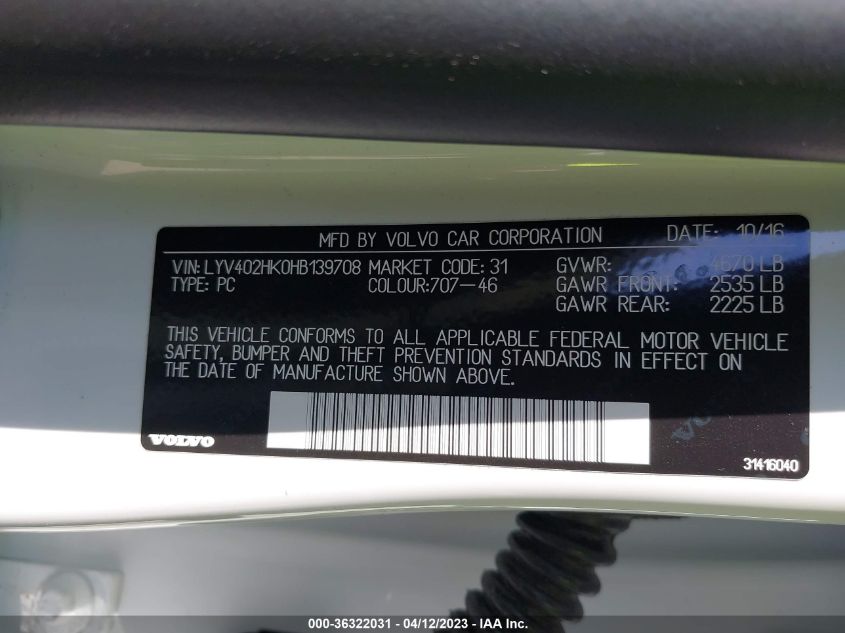 MFD BY VOLVO CAR CORPORATION DATE: 10/16
VIN: LYV402HK0HB139708 MARKET CODE: 31 GVWR: 4670 LB
TYPE: PC COLOUR:707-46 GAWR FRONT: 2535 LB
GAWR REAR: 2225 LB
THIS VEHICLE CONFORMS TO ALL APPLICABLE FEDERAL MOTOR VEHICLE
SAFETY, BUMPER AND THEFT PREVENTION STANDARDS IN EFFECT ON
THE DATE OF MANUFACTURE SHOWN ABOVE.
VOLVO
31416040
000-36322031 - 04/12/2023 - IAAI.com